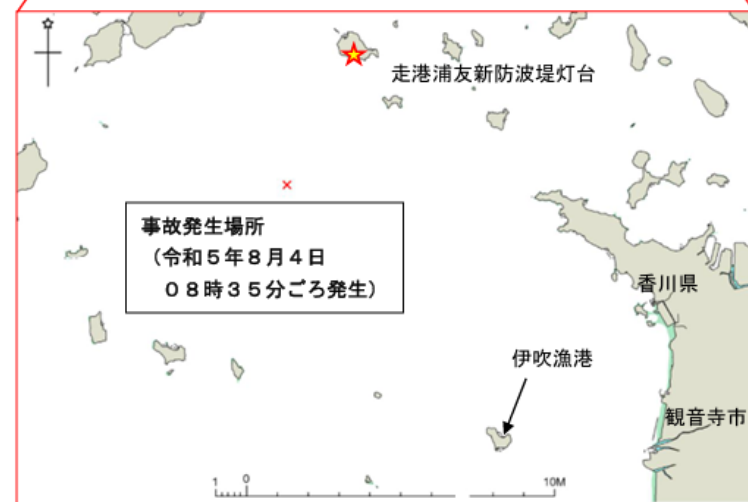 走港浦友新防波堤灯台
事故発生場所
（令和５年８月４日
０８時３５分ごろ発生）
香川県
伊吹漁港
観音寺市
1 0 10M